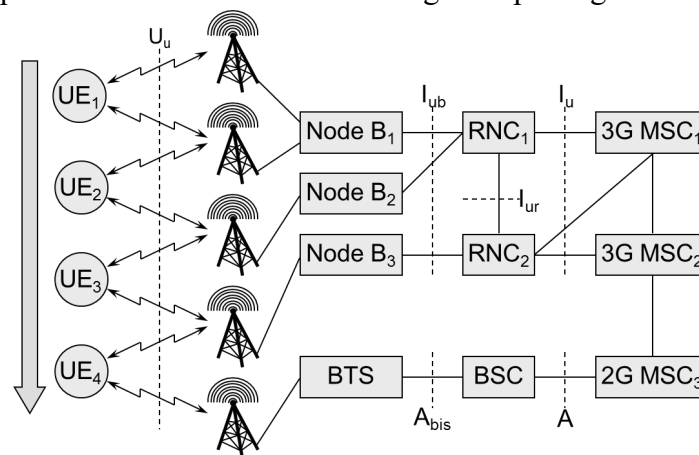 Uu
UE1
UE2
UE3
UE4
Node B1
Node B2
Node B3
BTS
Iub
Abis
RNC1
Iur
RNC2
BSC
Iu
A
3G MSC1
3G MSC2
2G MSC3